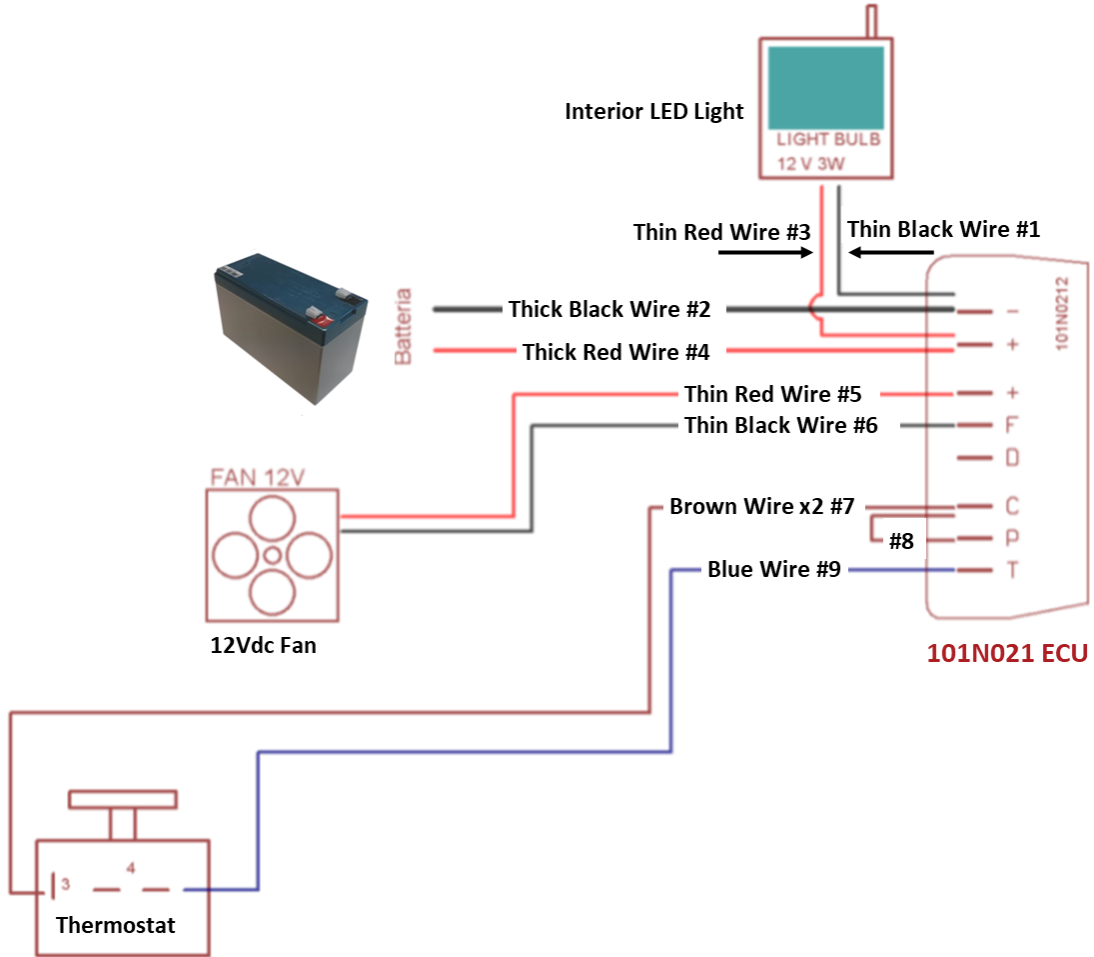 Interior LED Light
LIGHT BULB
12 V 3W
Thin Red Wire #3
Thin Black Wire #1
101N0212
Batteria
Thick Black Wire #2
-
Thick Red Wire #4
+
Thin Red Wire #5
+
Thin Black Wire #6
F
D
FAN 12V
Brown Wire x2 #7
C
#8
P
Blue Wire #9
T
12Vdc Fan
101N021 ECU
4
3
Thermostat